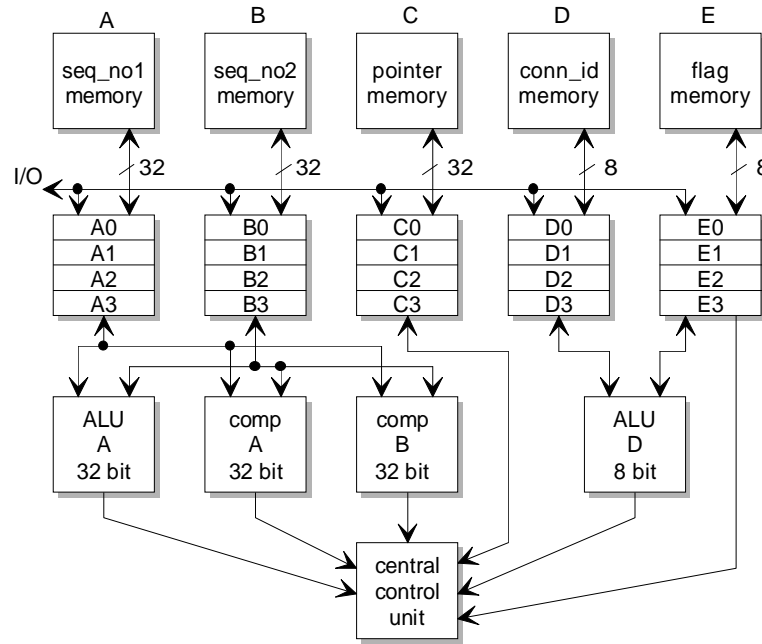 A B C D E
seq_no1 seq_no2 pointer conn_id flag
memory memory memory memory memory
32 32 32 8 8
I/O
A0 B0 C0 D0 E0
A1 B1 C1 D1 E1
A2 B2 C2 D2 E2
A3 B3 C3 D3 E3
ALU comp comp ALU
A A B D
32 bit 32 bit 32 bit 8 bit
central
control
unit